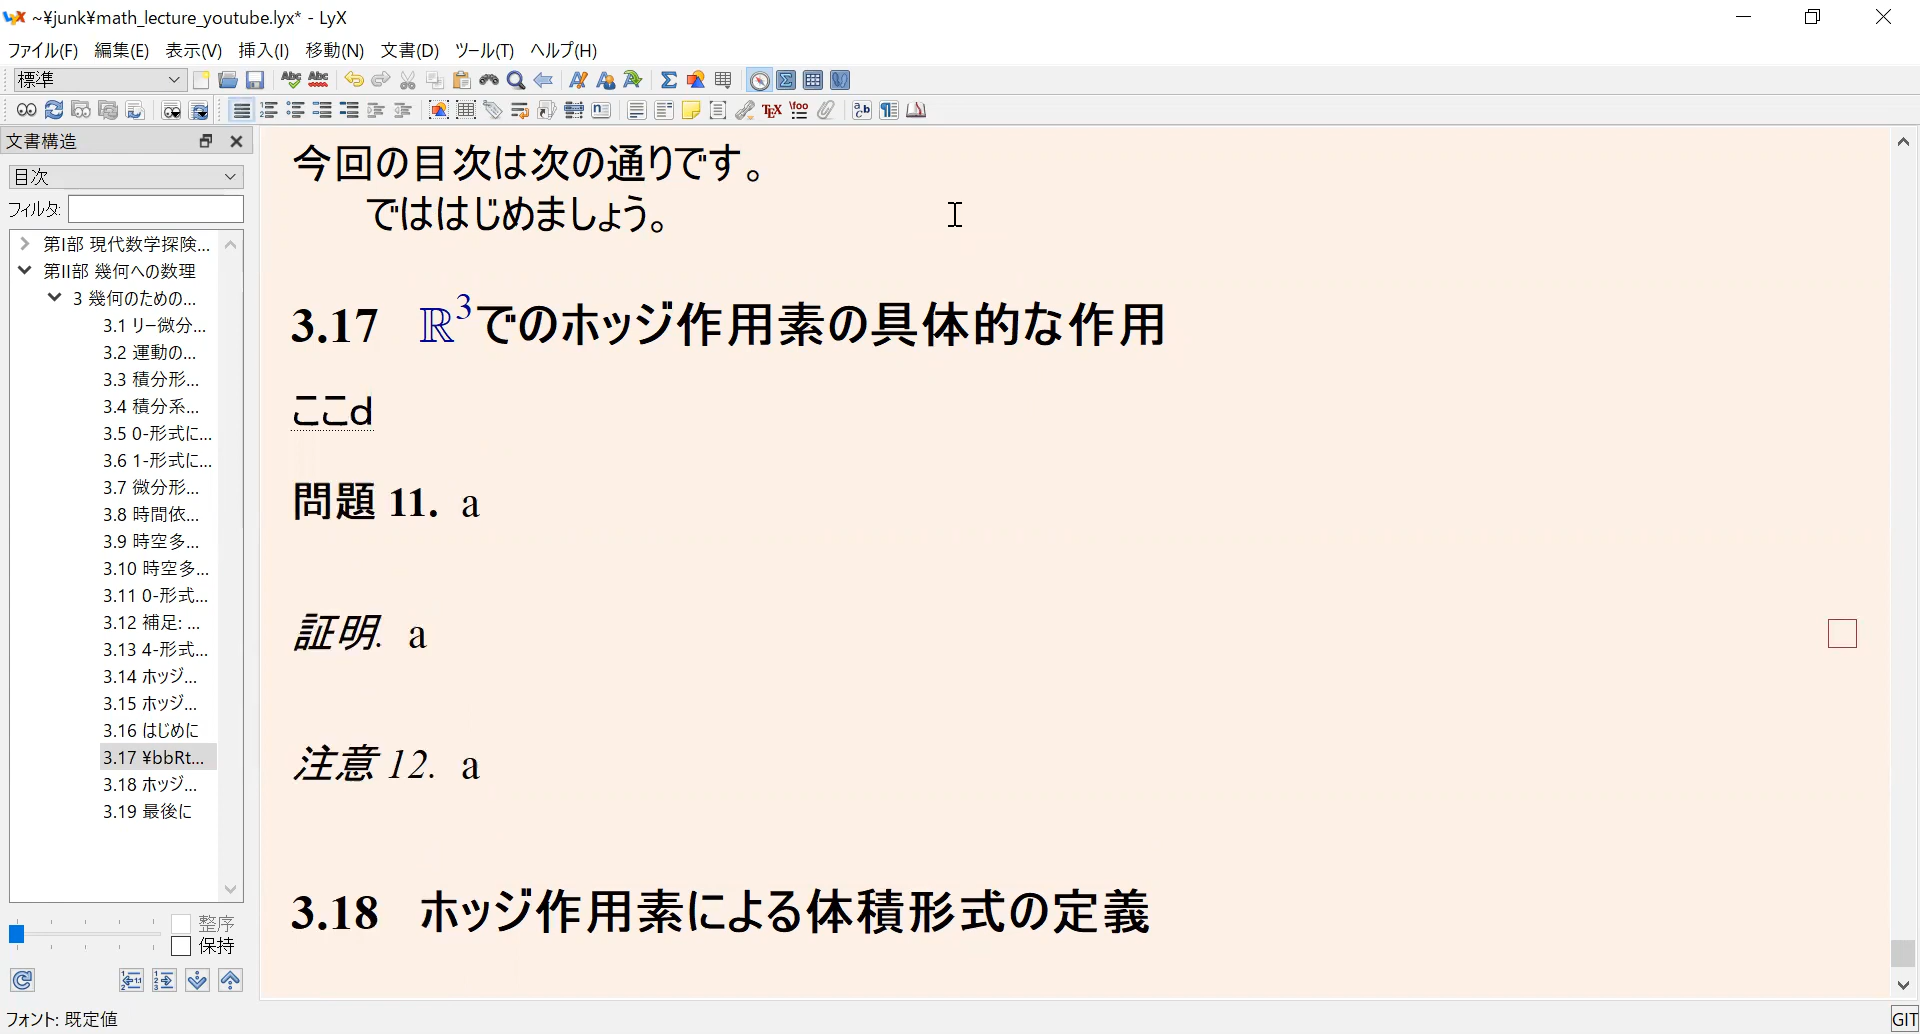 ~¥junk¥math_lecture_youtube.lyx* - LyX
ファイル(F) 編集(E) 表示(V) 挿入(I) 移動(N) 文書(D) ツール(T) ヘルプ(H)
標準
文書構造
目次
フィルタ:
第I部 現代数学探険...
第II部 幾何への数理
3 幾何のための...
3.1 リー微分...
3.2 運動の...
3.3 積分形...
3.4 積分系...
3.5 0-形式に...
3.6 1-形式に...
3.7 微分形...
3.8 時間依...
3.9 時空多...
3.10 時空多...
3.11 0-形式...
3.12 補足: ...
3.13 4-形式...
3.14 ホッジ...
3.15 ホッジ...
3.16 はじめに
3.17 ¥bbRt...
3.18 ホッジ...
3.19 最後に
整序
保持
今回の目次は次の通りです。
でははじめましょう。
3.17 ℝ³でのホッジ作用素の具体的な作用
ここd
問題 11. a
証明. a
注意 12. a
3.18 ホッジ作用素による体積形式の定義
フォント: 既定値
GIT